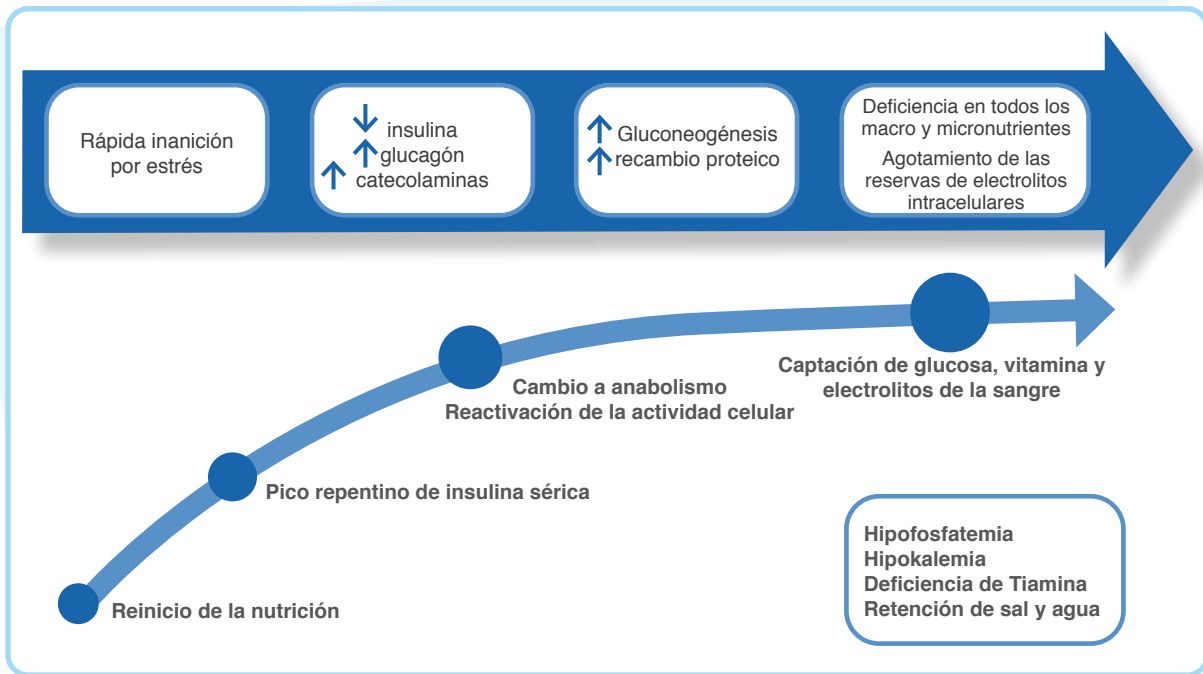 Rápida inanición
por estrés
↓ insulina
↑ glucagón
↑ catecolaminas
↑ Gluconeogénesis
↑ recambio proteico
Deficiencia en todos los
macro y micronutrientes
Agotamiento de las
reservas de electrolitos
intracelulares
Captación de glucosa, vitamina y
electrolitos de la sangre
Cambio a anabolismo
Reactivación de la actividad celular
Pico repentino de insulina sérica
Reinicio de la nutrición
Hipofosfatemia
Hipokalemia
Deficiencia de Tiamina
Retención de sal y agua